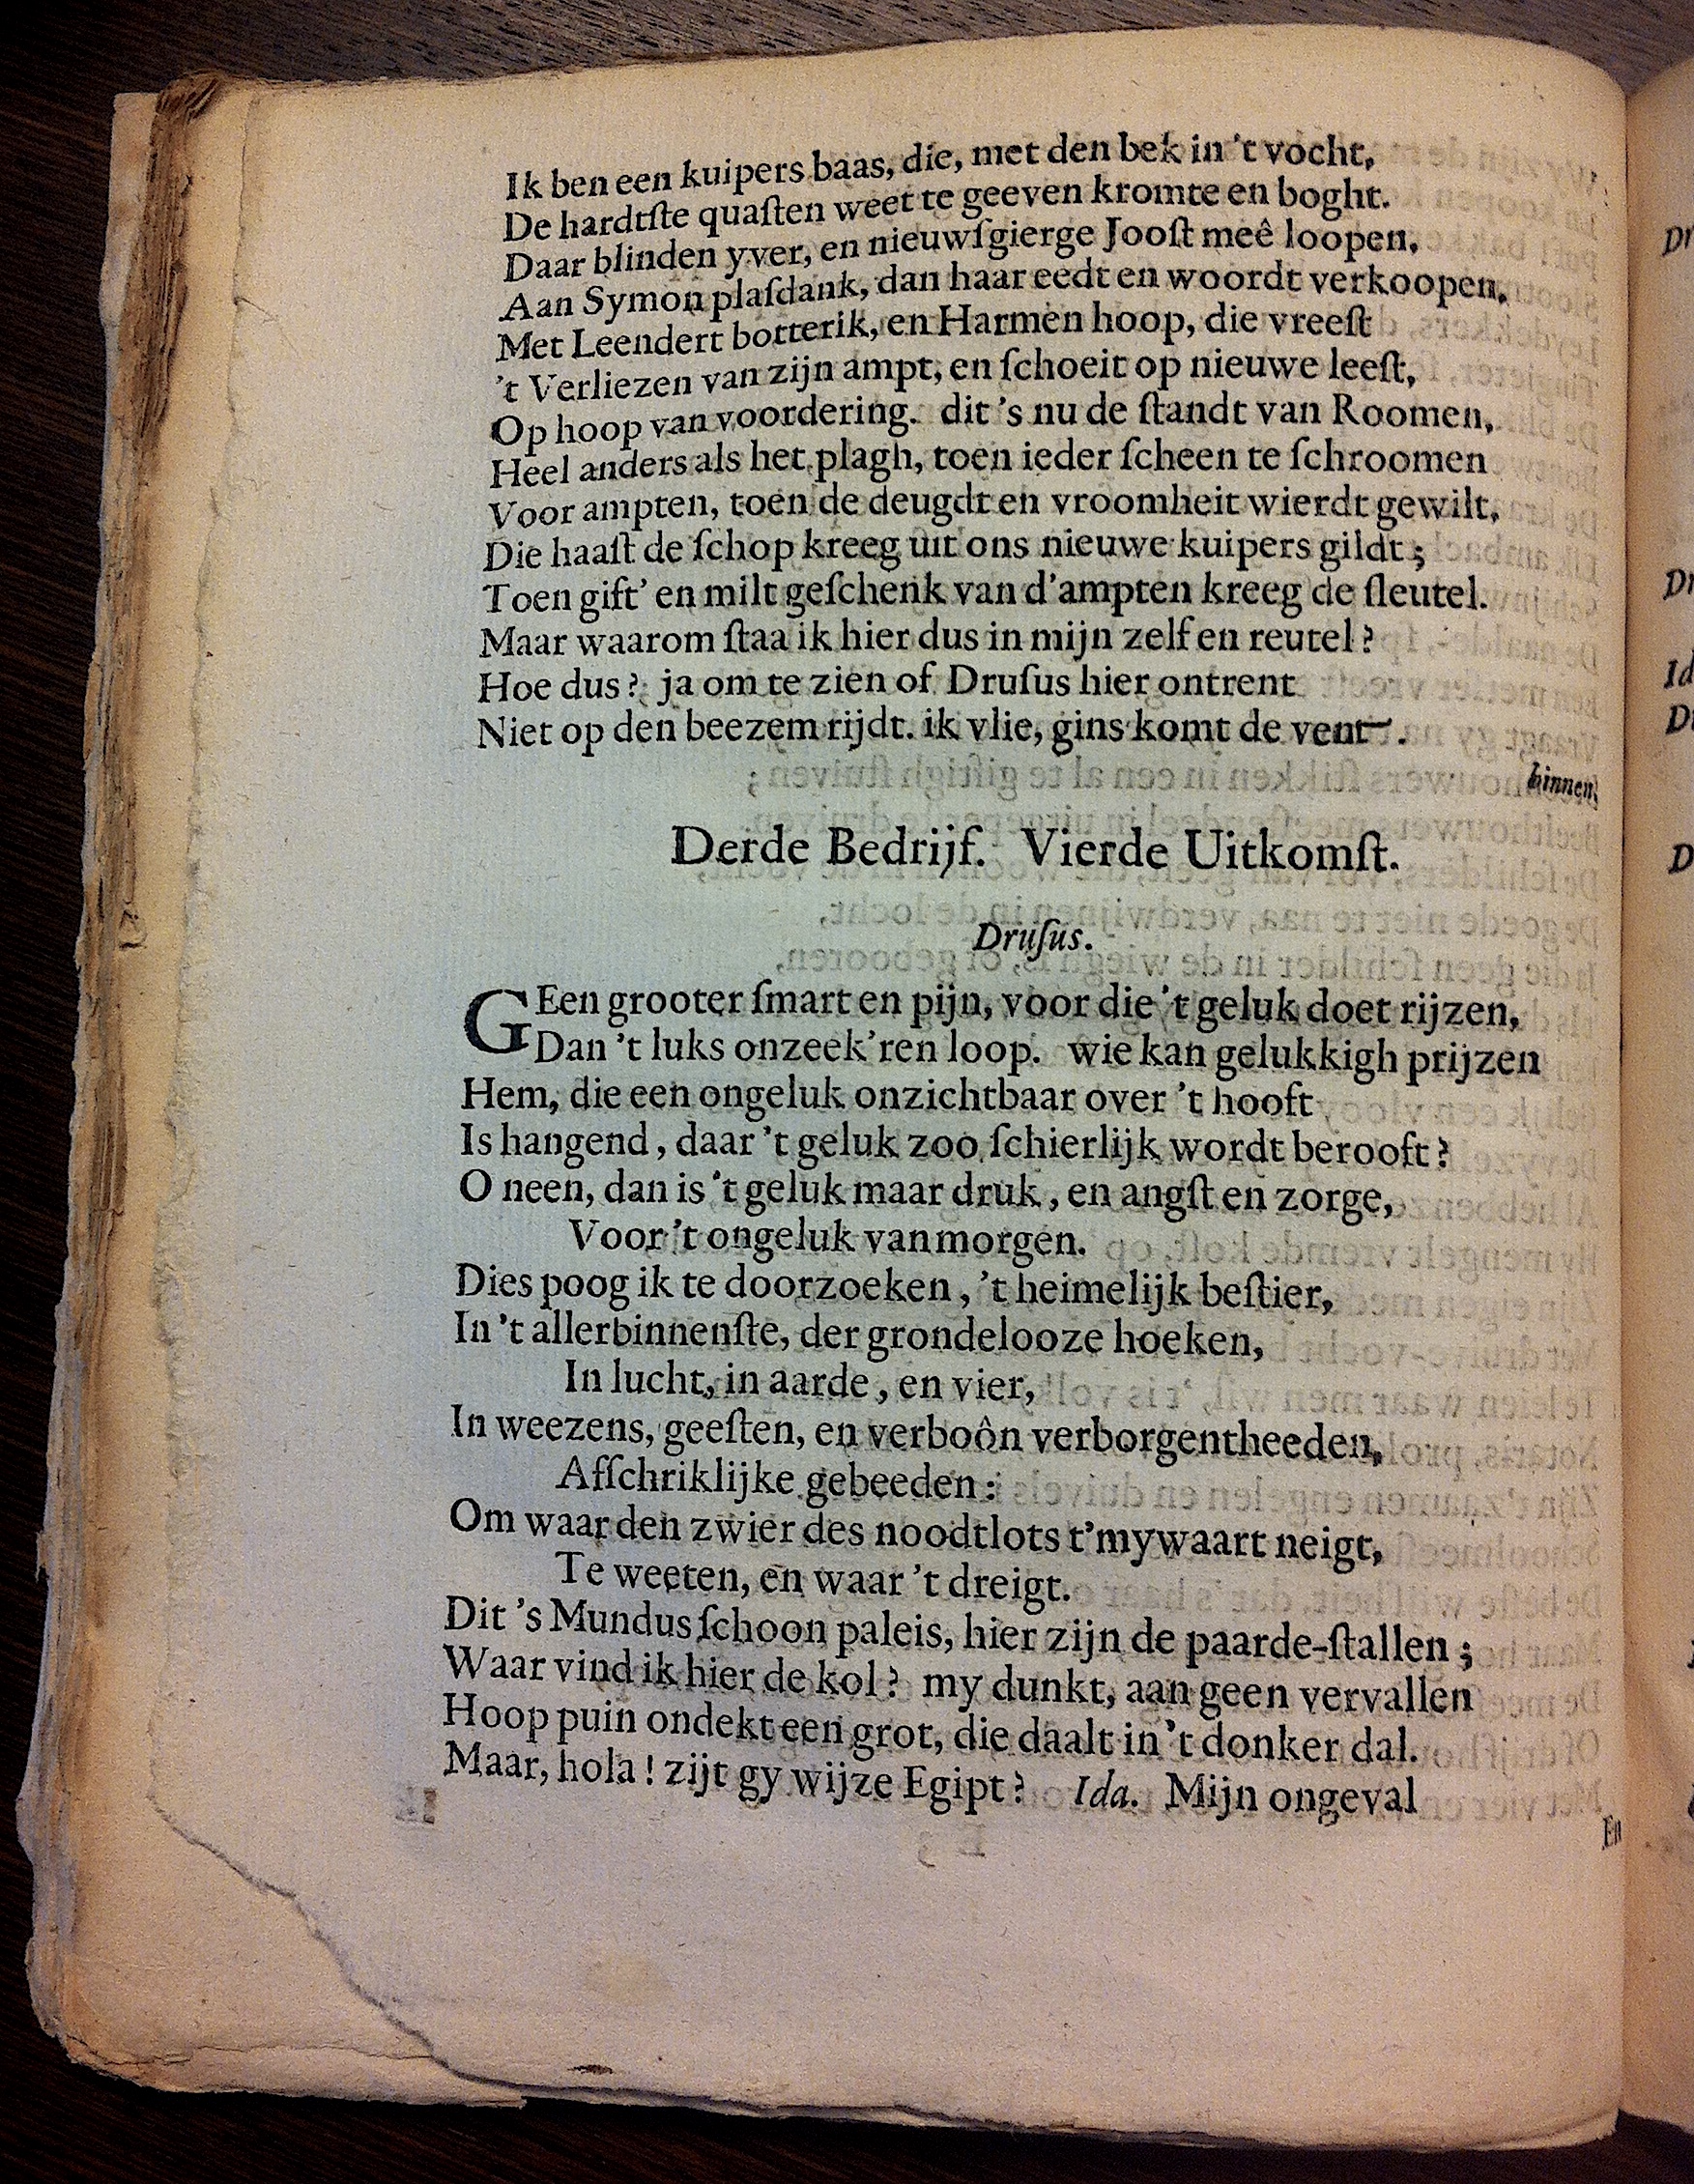 Ik ben een kuipers baas, die, met den bek in 't vocht,
De hardtſte quaſten weet te geeven kromte en boght.
Daar blinden yver, en nieuwſgierge Jooſt meê loopen,
Aan Symon plaſdank, dan haar eedt en woordt verkoopen,
Met Leendert botterik, en Harmen hoop, die vreeſt
't Verliezen van zijn ampt, en ſchoeit op nieuwe leeſt,
Op hoop van voordering. dit 's nu de ſtandt van Roomen,
Heel anders als het plagh, toen ieder ſcheen te ſchroomen
Voor ampten, toen de deugdt en vroomheit wierdt gewilt,
Die haaſt de ſchop kreeg uit ons nieuwe kuipers gildt;
Toen gift' en milt geſchenk van d'ampten kreeg de ſleutel.
Maar waarom ſtaa ik hier dus in mijn zelf en reutel?
Hoe dus? ja om te zien of Druſus hier ontrent
Niet op den beezem rijdt. ik vlie, gins komt de vent.
binnen.
Derde Bedrijf. Vierde Uitkomſt.
Druſus.
GEen grooter ſmart en pijn, voor die 't geluk doet rijzen,
Dan 't luks onzeek'ren loop. wie kan gelukkigh prijzen
Hem, die een ongeluk onzichtbaar over 't hooft
Is hangend, daar 't geluk zoo ſchierlijk wordt berooft?
O neen, dan is 't geluk maar druk, en angſt en zorge,
Voor 't ongeluk van morgen.
Dies poog ik te doorzoeken, 't heimelijk beſtier,
In 't allerbinnenſte, der grondelooze hoeken,
In lucht, in aarde, en vier,
In weezens, geeſten, en verboôn verborgentheeden,
Affchriklijke gebeeden:
Om waar den zwier des noodtlots t'mywaart neigt,
Te weeten, en waar 't dreigt.
Dit 's Mundus ſchoon paleis, hier zijn de paarde-ſtallen;
Waar vind ik hier de kol? my dunkt, aan geen vervallen
Hoop puin ondekt een grot, die daalt in 't donker dal.
Maar, hola! zijt gy wijze Egipt? Ida. Mijn ongeval
En